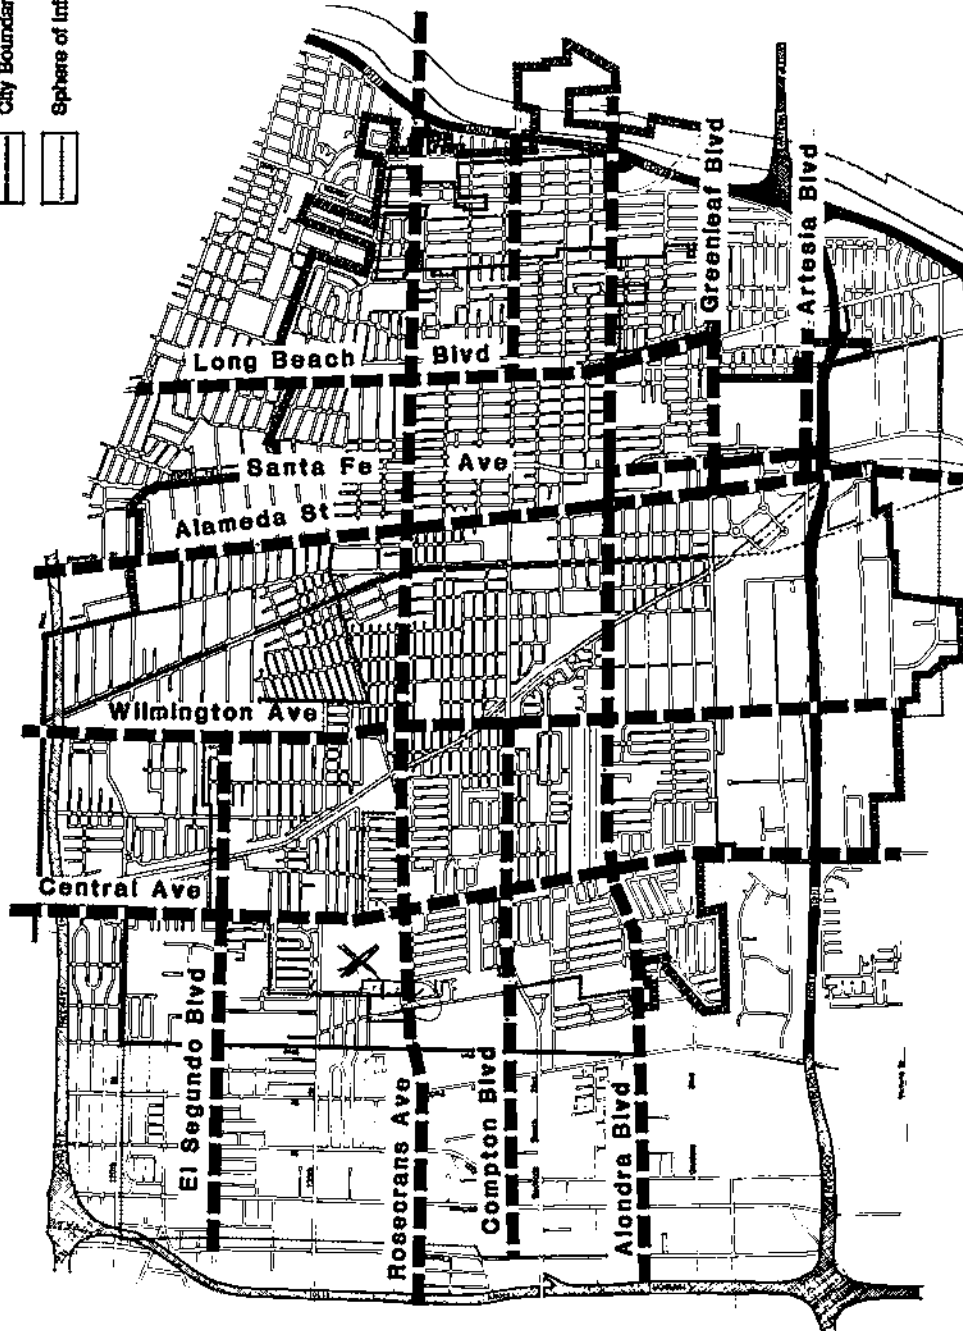 City Boundar
Sphere of Inf
Long Beach Blvd
Santa Fe Ave
Alameda St
Wilmington Ave
Central Ave
El Segundo Blvd
Rosecrans Ave
Compton Blvd
Alondra Blvd
Greenleaf Blvd
Artesia Blvd